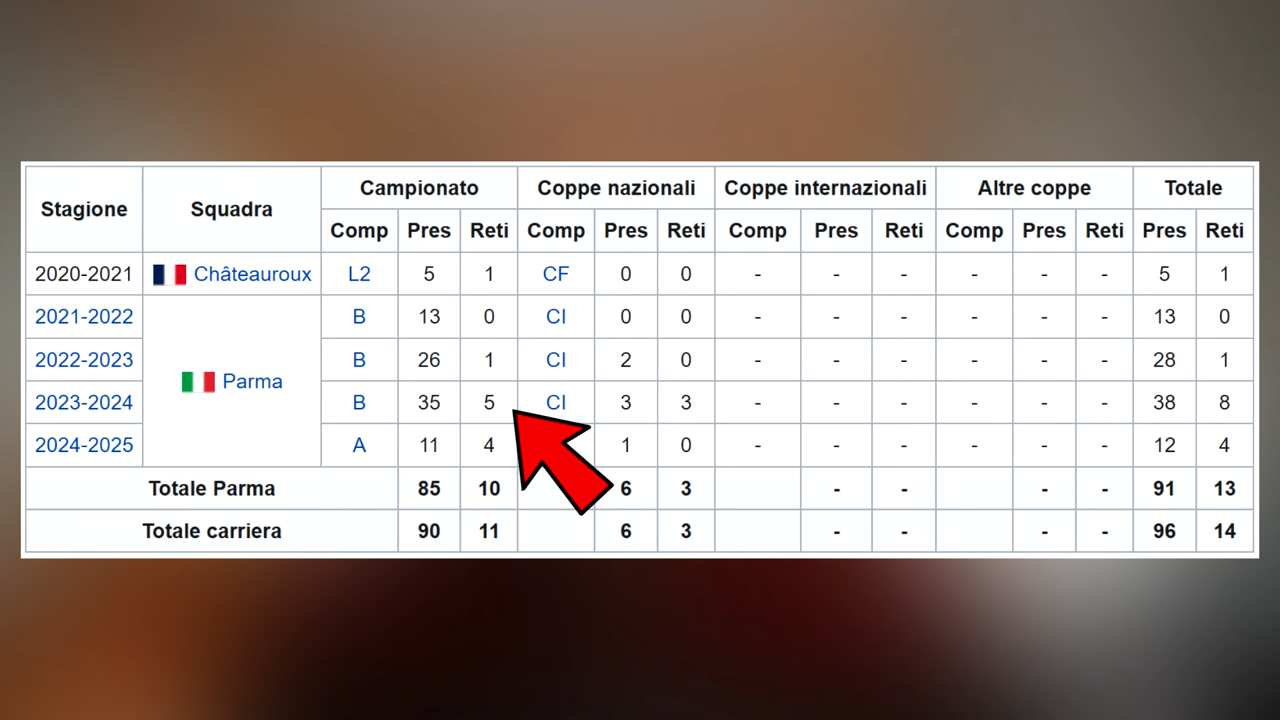 Stagione Squadra Campionato Coppe nazionali Coppe internazionali Altre coppe Totale
Comp Pres Reti Comp Pres Reti Comp Pres Reti Comp Pres Reti Pres Reti
2020-2021 Châteauroux L2 5 1 CF 0 0 - - - - - - 5 1
2021-2022 Parma B 13 0 CI 0 0 - - - - - - 13 0
2022-2023 B 26 1 CI 2 0 - - - - - - 28 1
2023-2024 B 35 5 CI 3 3 - - - - - - 38 8
2024-2025 A 11 4 1 0 - - - - - - 12 4
Totale Parma 85 10 6 3 - - - - 91 13
Totale carriera 90 11 6 3 - - - - 96 14